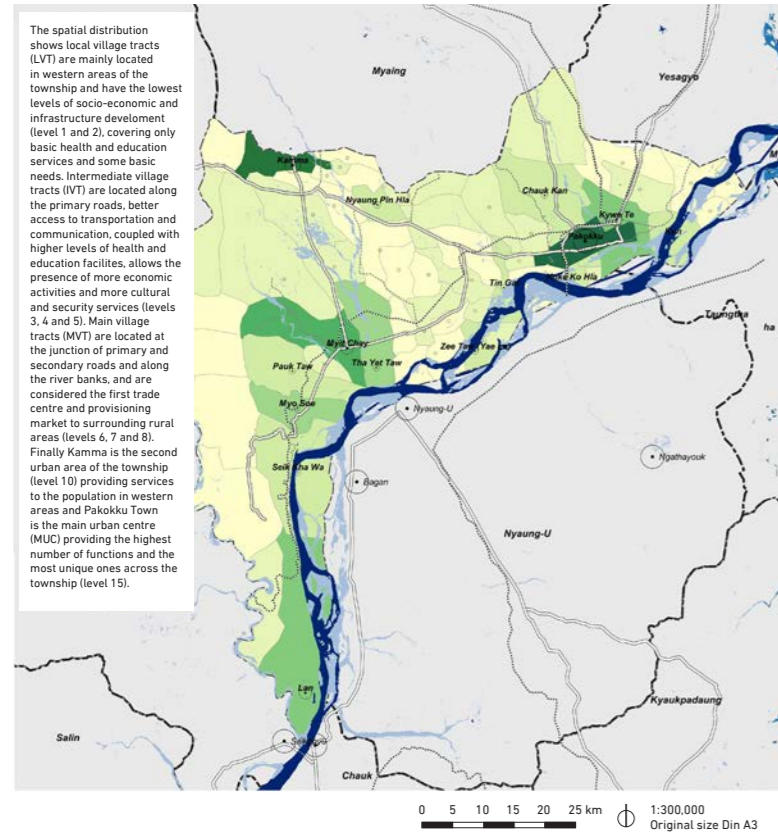 The spatial distribution
shows local village tracts
(LVT) are mainly located
in western areas of the
township and have the lowest
levels of socio-economic and
infrastructure develoment
(level 1 and 2), covering only
basic health and education
services and some basic
needs. Intermediate village
tracts (IVT) are located along
the primary roads, better
access to transportation and
communication, coupled with
higher levels of health and
education facilites, allows the
presence of more economic
activities and more cultural
and security services (levels
3, 4 and 5). Main village
tracts (MVT) are located at
the junction of primary and
secondary roads and along
the river banks, and are
considered the first trade
centre and provisioning
market to surrounding rural
areas (levels 6, 7 and 8).
Finally Kamma is the second
urban area of the township
(level 10) providing services
to the population in western
areas and Pakokku Town
is the main urban centre
(MUC) providing the highest
number of functions and the
most unique ones across the
township (level 15).
Myaing
Yesagyo
Kamma
Chauk Kan
Nyaung Pin Hla
Kywe Te
Pakokku
Tin Ga
Taungtha
ha
Myit Chay
Pauk Taw
Tha Yet Taw
Myo Soe
Nyaung-U
Ngathayouk
Seik Kha Wa
Bagan
Nyaung-U
Lan
Kyaukpadaung
Salin
Chauk
0 5 10 15 20 25 km
1:300,000
Original size Din A3